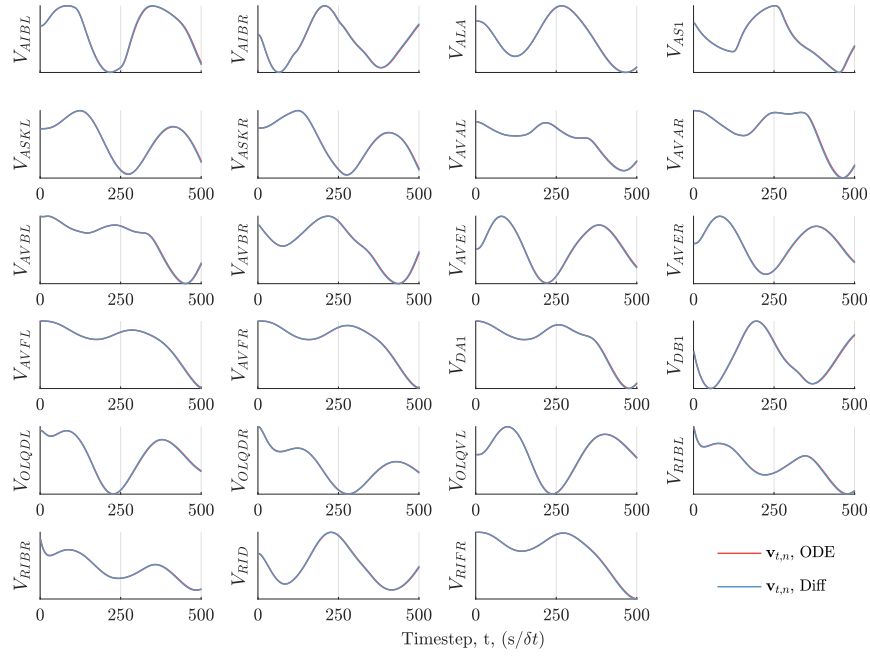 V_AIBL V_AIBR V_ALA V_AS1
V_ASKL V_ASKR V_AVAL V_AVAR
0 250 500 0 250 500 0 250 500 0 250 500
V_AVBL V_AVBR V_AVEL V_AVER
0 250 500 0 250 500 0 250 500 0 250 500
V_AVFL V_AVFR V_DA1 V_DB1
0 250 500 0 250 500 0 250 500 0 250 500
V_OLQDL V_OLQDR V_OLQVL V_RIBL
0 250 500 0 250 500 0 250 500 0 250 500
V_RIBR V_RID V_RIFR
v_t,n, ODE
v_t,n, Diff
0 250 500 0 250 500 0 250 500
Timestep, t, (s/δt)